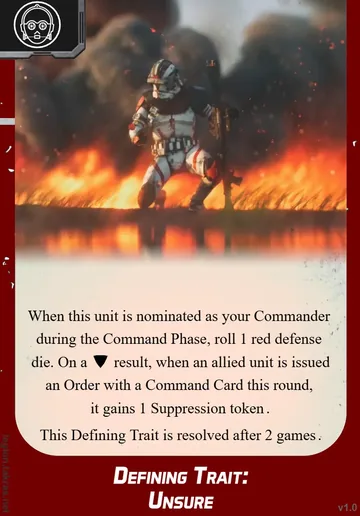 When this unit is nominated as your Commander
during the Command Phase, roll 1 red defense
die. On a result, when an allied unit is issued
an Order with a Command Card this round,
it gains 1 Suppression token.
This Defining Trait is resolved after 2 games.
DEFINING TRAIT:
UNSURE
v1.0